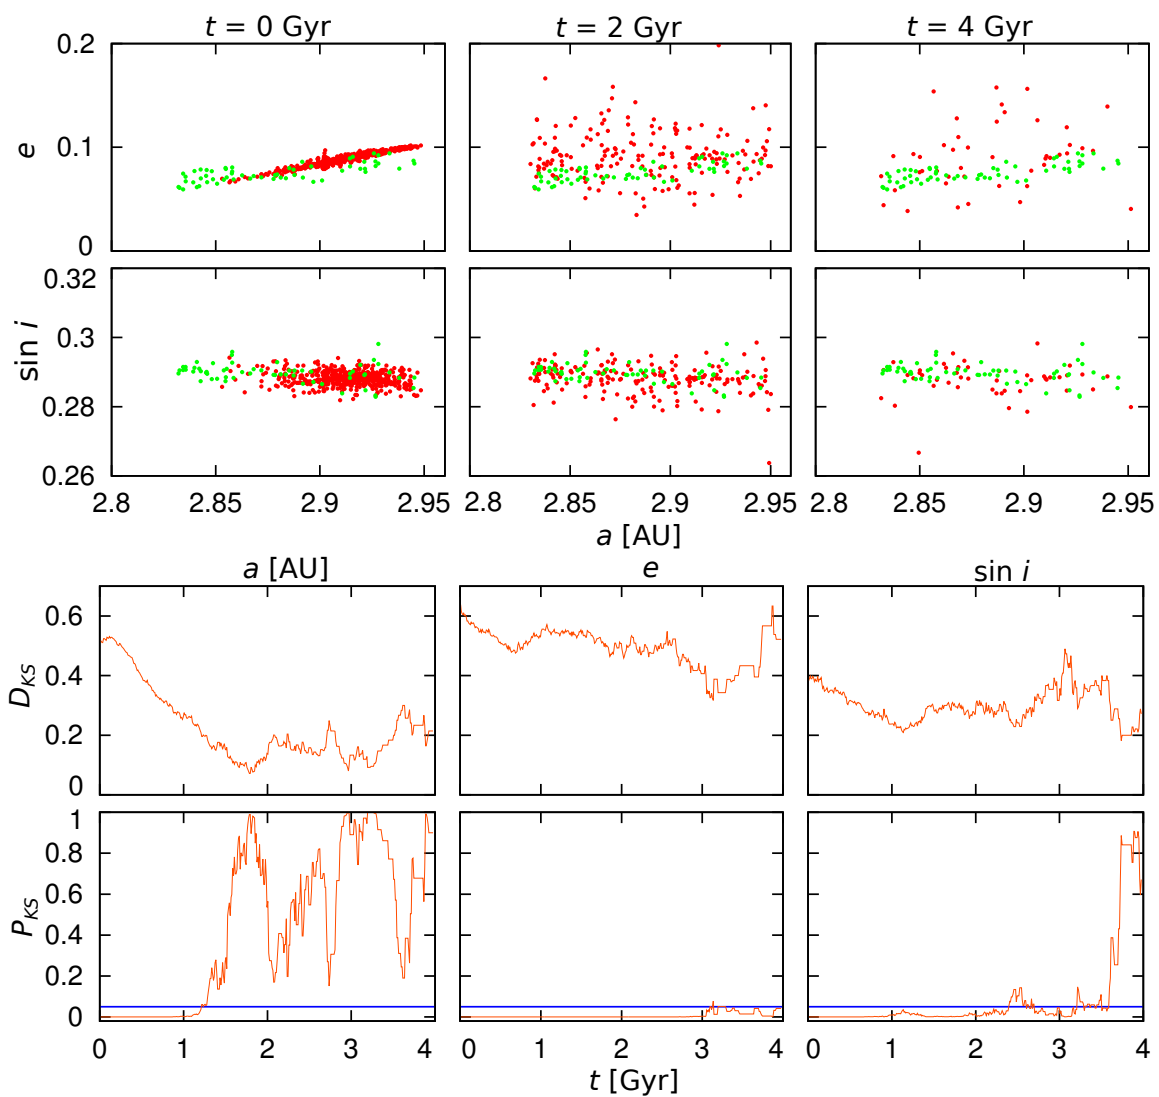 t = 0 Gyr t = 2 Gyr t = 4 Gyr
0.2
e
0.1
0
0.32
sin i
0.3
0.28
0.26
2.8 2.85 2.9 2.95 2.8 2.85 2.9 2.95 2.8 2.85 2.9 2.95
a [AU]
a [AU] e sin i
0.6
D_KS
0.4
0.2
0
1
0.8
P_KS
0.6
0.4
0.2
0
0 1 2 3 4 0 1 2 3 4 0 1 2 3 4
t [Gyr]